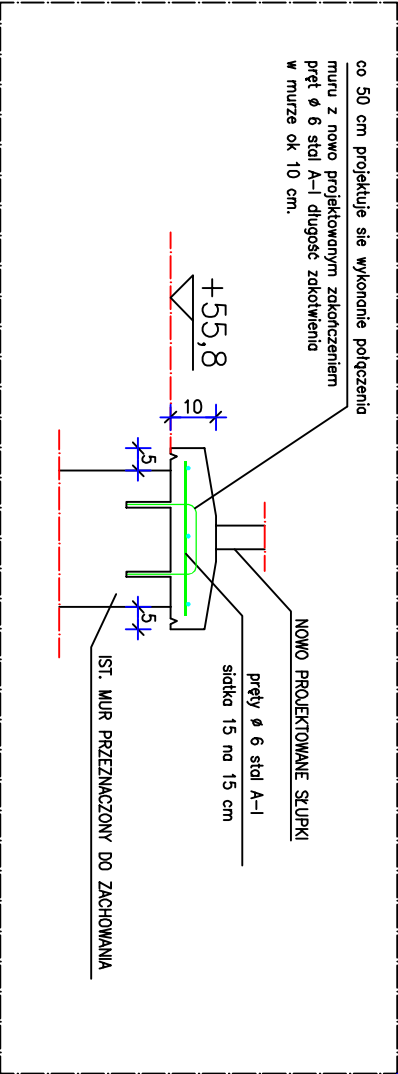 co 50 cm projektuje sie wykonanie połączenia
muru z nowo projektowanym zakończeniem
pręt ø 6 stal A-I długość zakotwienia
w murze ok 10 cm.
+55,8
10
5
5
NOWO PROJEKTOWANE SŁUPKI
pręty ø 6 stal A-I
siatka 15 na 15 cm
IST. MUR PRZEZNACZONY DO ZACHOWANIA